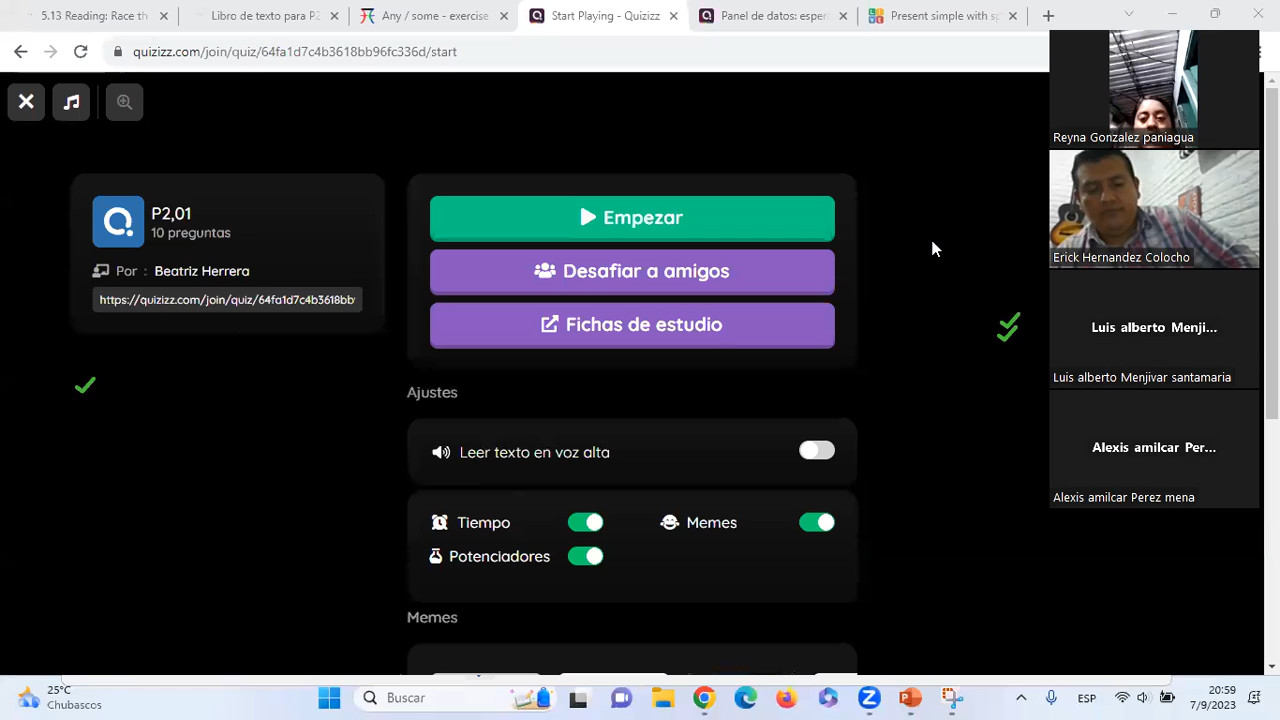 5.13 Reading: Race th
Libro de texto para P2
Any / some - exercise
Start Playing - Quizizz
Panel de datos: esper
Present simple with sp
quizizz.com/join/quiz/64fa1d7c4b3618bb96fc336d/start
Reyna Gonzalez paniagua
P2,01
10 preguntas
Por : Beatriz Herrera
https://quizizz.com/join/quiz/64fa1d7c4b3618bb
Empezar
Desafiar a amigos
Fichas de estudio
Erick Hernandez Colocho
Luis alberto Menji...
Luis alberto Menjivar santamaria
Ajustes
Leer texto en voz alta
Alexis amilcar Per...
Alexis amilcar Perez mena
Tiempo
Memes
Potenciadores
Memes
25°C
Chubascos
Buscar
ESP
20:59
7/9/2023